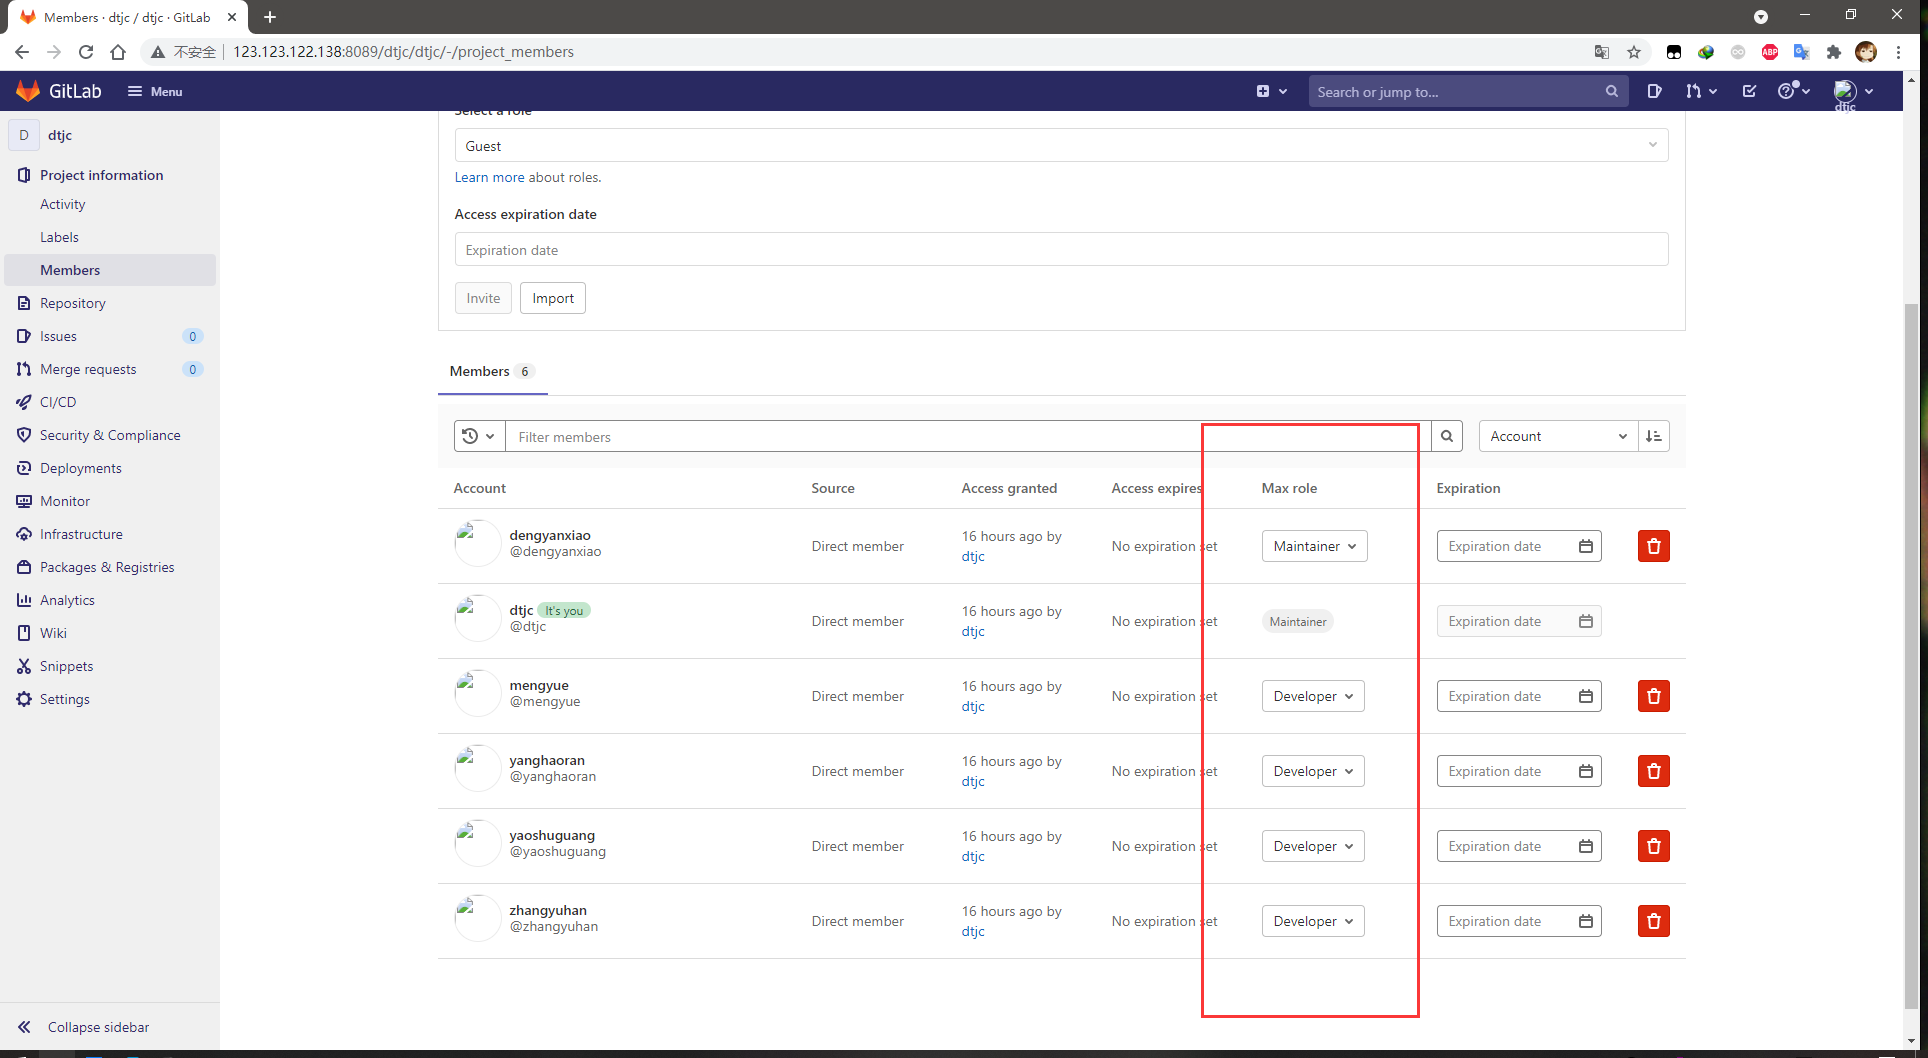 Members · dtjc / dtjc · GitLab
不安全 123.123.122.138:8089/dtjc/dtjc/-/project_members
GitLab Menu Search or jump to... dtjc
D dtjc
Project information
Activity
Labels
Members
Repository
Issues 0
Merge requests 0
CI/CD
Security & Compliance
Deployments
Monitor
Infrastructure
Packages & Registries
Analytics
Wiki
Snippets
Settings
Collapse sidebar
Select a role
Guest
Learn more about roles.
Access expiration date
Expiration date
Invite Import
Members 6
Filter members Account
Account Source Access granted Access expires Max role Expiration
dengyanxiao
@dengyanxiao
Direct member
16 hours ago by
dtjc
No expiration set Maintainer Expiration date
dtjc It's you
@dtjc
Direct member
16 hours ago by
dtjc
No expiration set Maintainer Expiration date
mengyue
@mengyue
Direct member
16 hours ago by
dtjc
No expiration set Developer Expiration date
yanghaoran
@yanghaoran
Direct member
16 hours ago by
dtjc
No expiration set Developer Expiration date
yaoshuguang
@yaoshuguang
Direct member
16 hours ago by
dtjc
No expiration set Developer Expiration date
zhangyuhan
@zhangyuhan
Direct member
16 hours ago by
dtjc
No expiration set Developer Expiration date
ABP